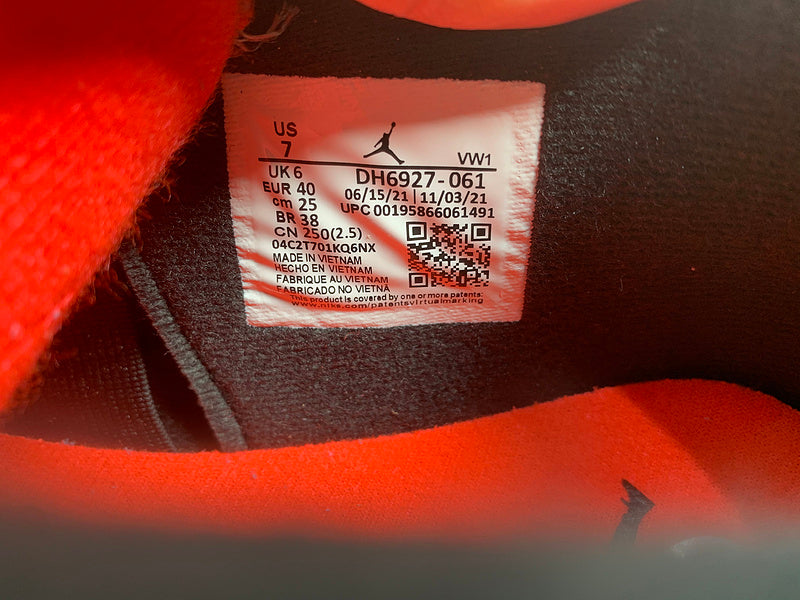 US
7
VW1
UK 6
EUR 40
cm 25
BR 38
CN 250(2.5)
04C2T701KQ6NX
DH6927-061
06/15/21 | 11/03/21
UPC 00195866061491
MADE IN VIETNAM
HECHO EN VIETNAM
FABRIQUE AU VIETNAM
FABRICADO NO VIETNÃ
This product is covered by one or more patents:
www.nike.com/patentsvirtualmarking